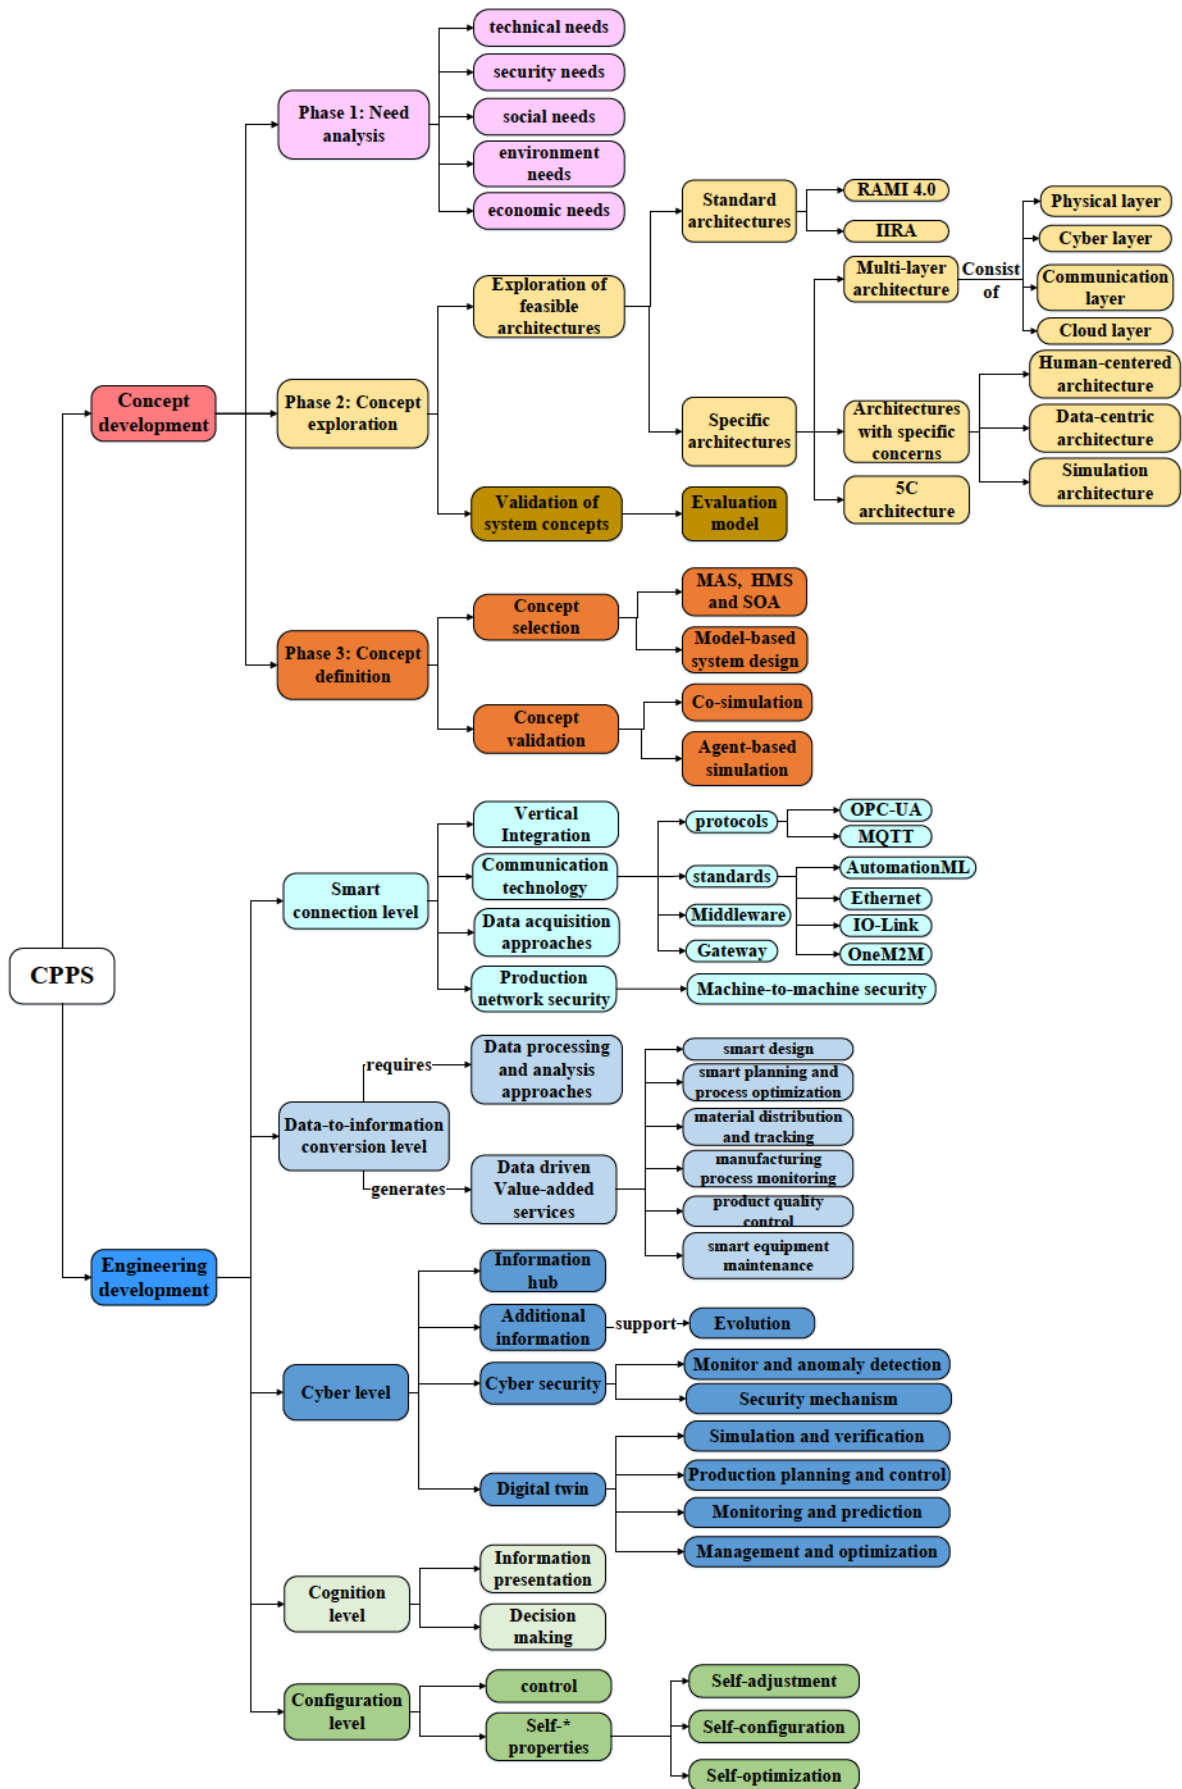 technical needs
security needs
social needs
environment
needs
economic needs
Phase 1: Need
analysis
Standard
architectures
RAMI 4.0
IIRA
Physical layer
Cyber layer
Communication
layer
Cloud layer
Multi-layer
architecture
Consist
of
Exploration of
feasible
architectures
Human-centered
architecture
Data-centric
architecture
Simulation
architecture
Concept
development
Phase 2: Concept
exploration
Specific
architectures
Architectures
with specific
concerns
5C
architecture
Validation of
system concepts
Evaluation
model
Concept
selection
MAS, HMS
and SOA
Model-based
system design
Phase 3: Concept
definition
Concept
validation
Co-simulation
Agent-based
simulation
Vertical
Integration
Communication
technology
Data acquisition
approaches
Production
network security
Smart
connection level
protocols
standards
Middleware
Gateway
Machine-to-machine security
OPC-UA
MQTT
AutomationML
Ethernet
IO-Link
OneM2M
CPPS
requires
Data processing
and analysis
approaches
Data-to-information
conversion level
generates
Data driven
Value-added
services
smart design
smart planning and
process optimization
material distribution
and tracking
manufacturing
process monitoring
product quality
control
smart equipment
maintenance
Engineering
development
Information
hub
Additional
information
support
Evolution
Cyber level
Cyber security
Monitor and anomaly detection
Security mechanism
Digital twin
Simulation and verification
Production planning and control
Monitoring and prediction
Management and optimization
Cognition
level
Information
presentation
Decision
making
Configuration
level
control
Self-*
properties
Self-adjustment
Self-configuration
Self-optimization